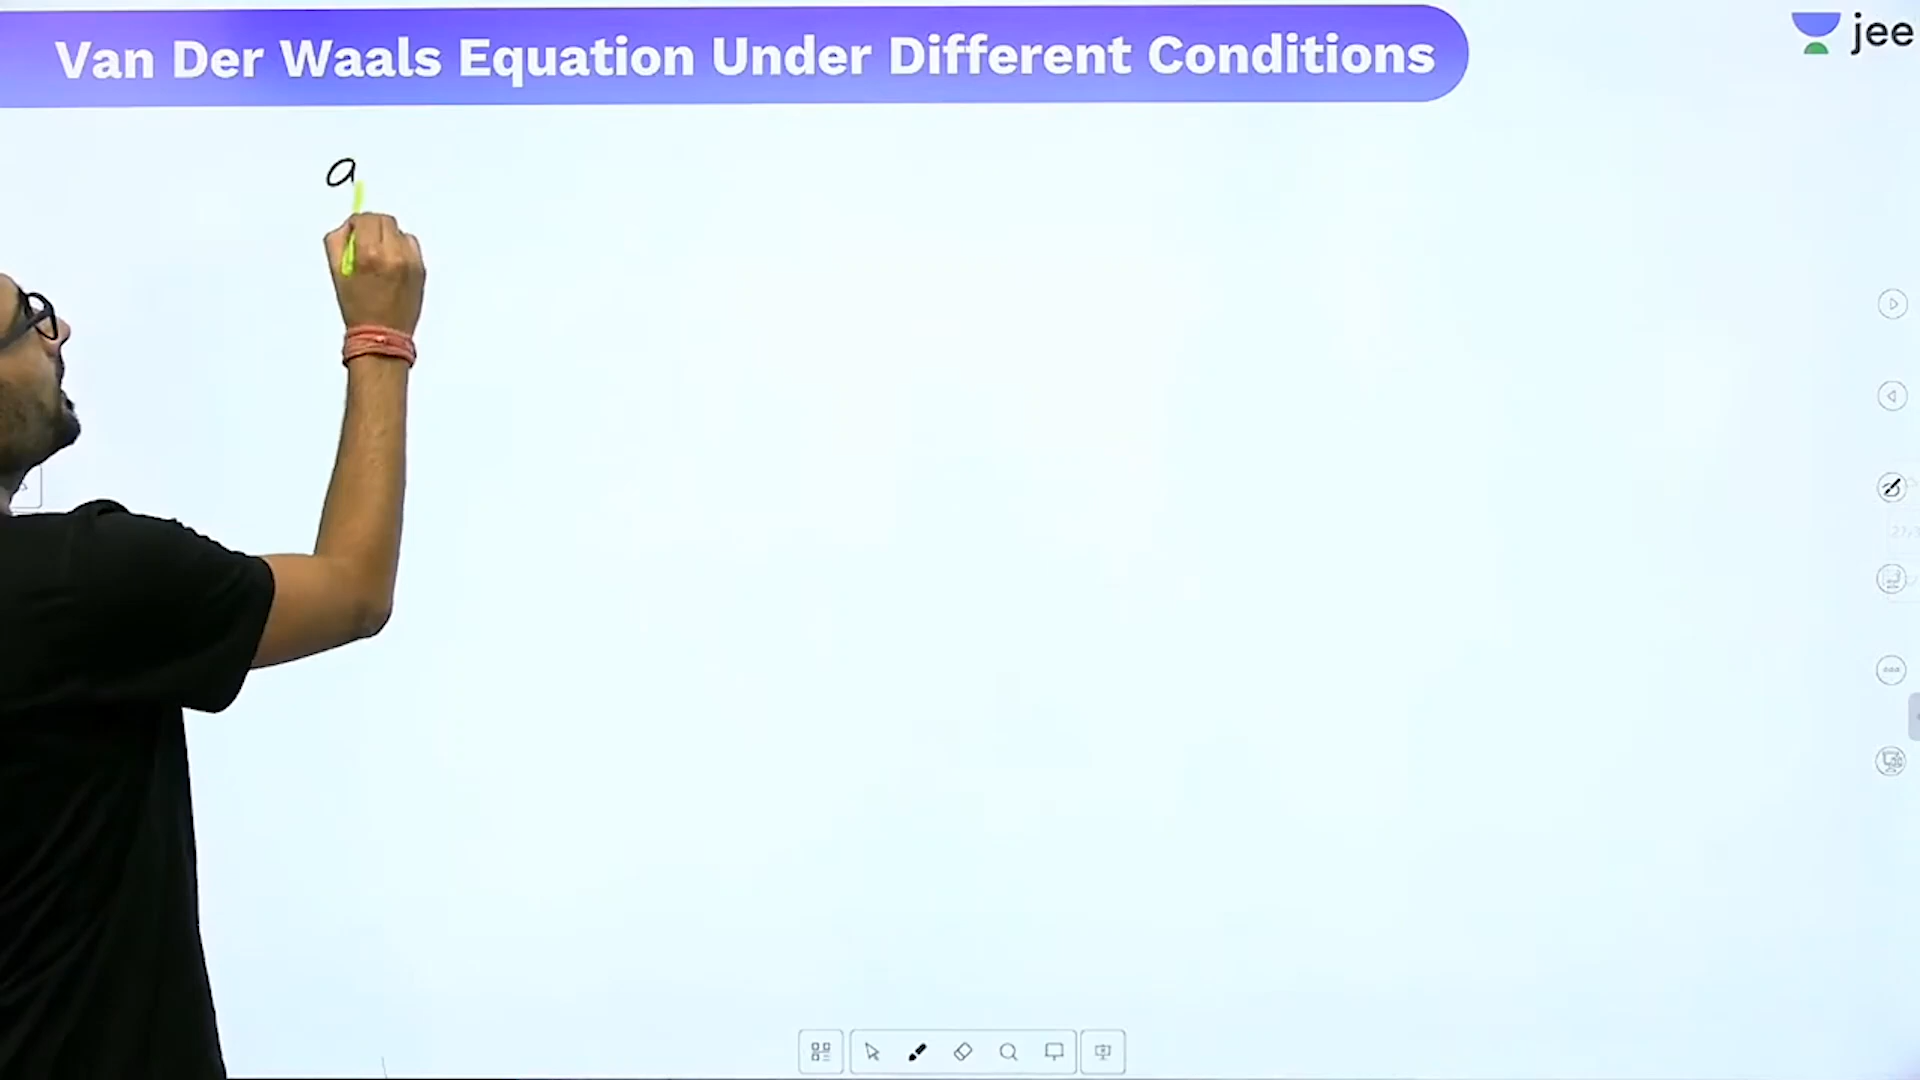 Van Der Waals Equation Under Different Conditions
jee
a